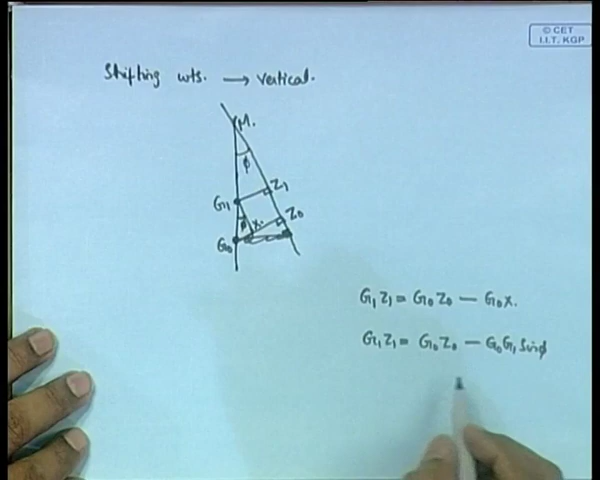 © CET
I.I.T. KGP
Shifting wts. → vertical.
M.
φ
Z1
G1
φ
x.
Z0
G0
G1Z1 = G0Z0 — G0x.
G1Z1 = G0Z0 — G0G1 Sinφ